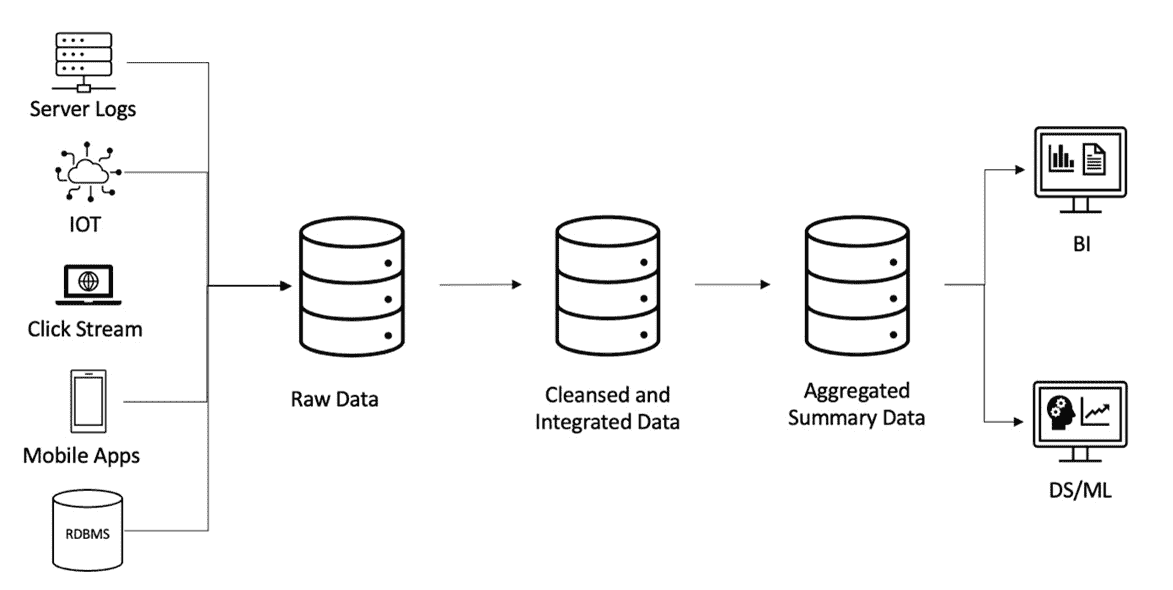 Server Logs
IOT
Click Stream
Mobile Apps
RDBMS
Raw Data
Cleansed and
Integrated Data
Aggregated
Summary Data
BI
DS/ML